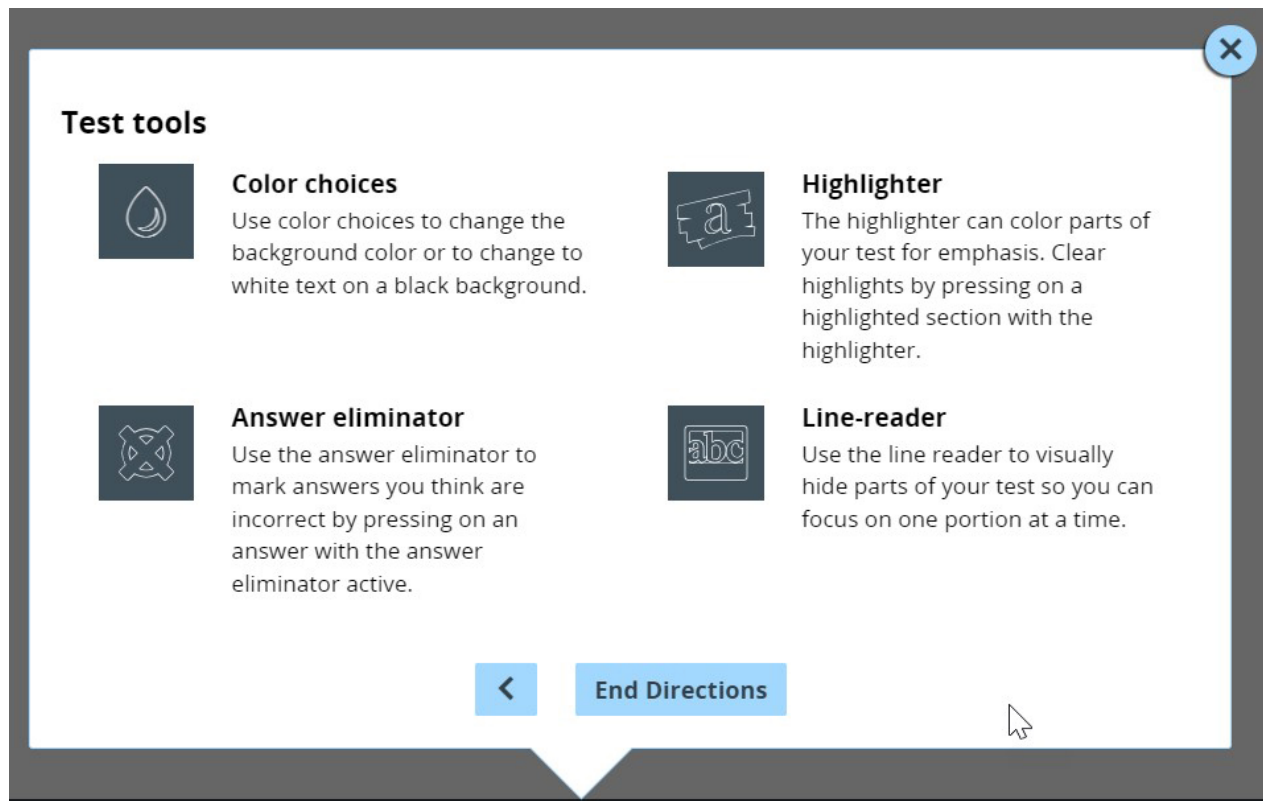 Test tools
Color choices
Use color choices to change the
background color or to change to
white text on a black background.
a
Highlighter
The highlighter can color parts of
your test for emphasis. Clear
highlights by pressing on a
highlighted section with the
highlighter.
Answer eliminator
Use the answer eliminator to
mark answers you think are
incorrect by pressing on an
answer with the answer
eliminator active.
abc
Line-reader
Use the line reader to visually
hide parts of your test so you can
focus on one portion at a time.
End Directions